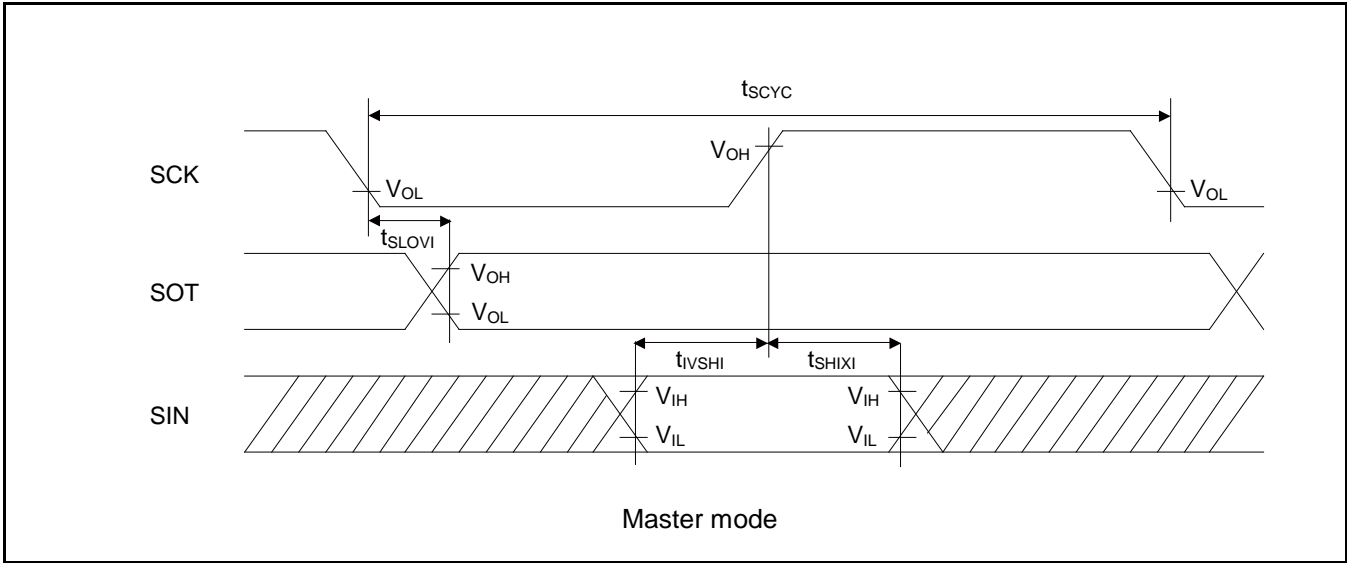 tSCYC
SCK
VOH
VOL
VOL
tSLOVI
SOT
VOH
VOL
tIVSHI
tSHIXI
SIN
VIH
VIH
VIL
VIL
Master mode